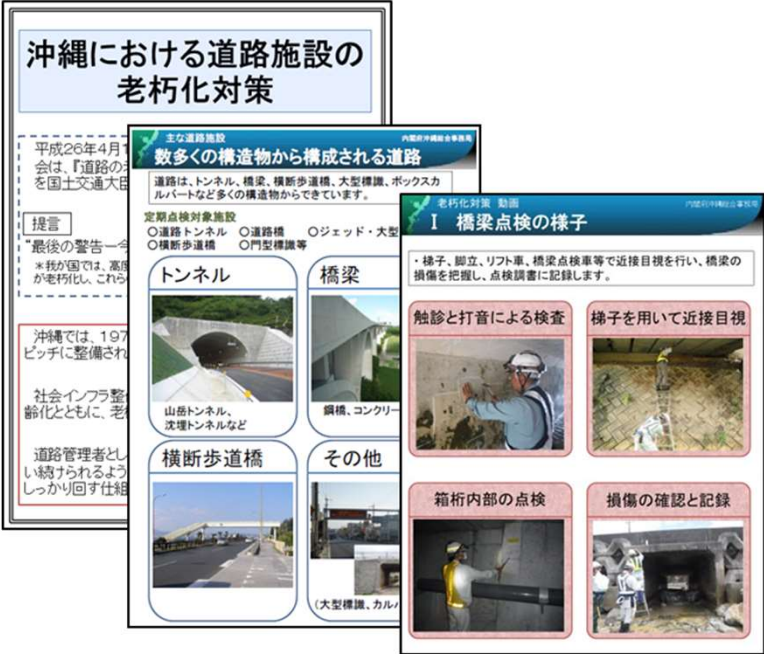 沖縄における道路施設の
老朽化対策
平成26年4月1
会は、『道路の
を国土交通大臣
提言
“最後の警告ー今
＊我が国では、高度
が老朽化し、これら
沖縄では、197
ピッチに整備され
社会インフラ整備
齢化とともに、老朽
道路管理者とし
い続けられるよう
しっかり回す仕組
主な道路施設
内閣府沖縄総合事務局
数多くの構造物から構成される道路
道路は、トンネル、橋梁、横断歩道橋、大型標識、ボックスカ
ルバートなど多くの構造物からできています。
定期点検対象施設
○道路トンネル ○道路橋 ○シェッド・大型
○横断歩道橋 ○門型標識等
トンネル
山岳トンネル、
沈埋トンネルなど
橋梁
鋼橋、コンクリー
横断歩道橋
その他
(大型標識、カルバ
老朽化対策 動画
内閣府沖縄総合事務局
Ⅰ 橋梁点検の様子
・梯子、脚立、リフト車、橋梁点検車等で近接目視を行い、橋梁の
損傷を把握し、点検調書に記録します。
触診と打音による検査
梯子を用いて近接目視
箱桁内部の点検
損傷の確認と記録